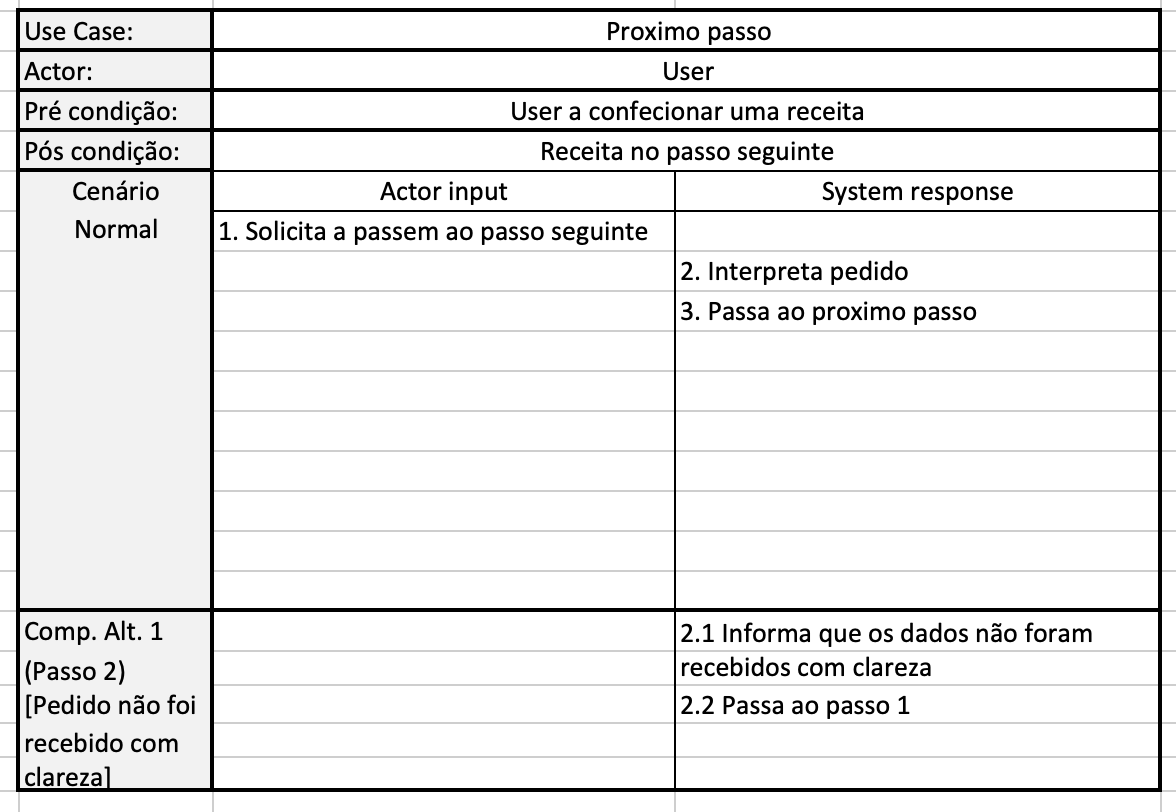 Use Case:
Proximo passo
Actor:
User
Pré condição:
User a confecionar uma receita
Pós condição:
Receita no passo seguinte
Cenário
Normal
Actor input
System response
1. Solicita a passem ao passo seguinte
2. Interpreta pedido
3. Passa ao proximo passo
Comp. Alt. 1
(Passo 2)
[Pedido não foi
recebido com
clareza]
2.1 Informa que os dados não foram
recebidos com clareza
2.2 Passa ao passo 1